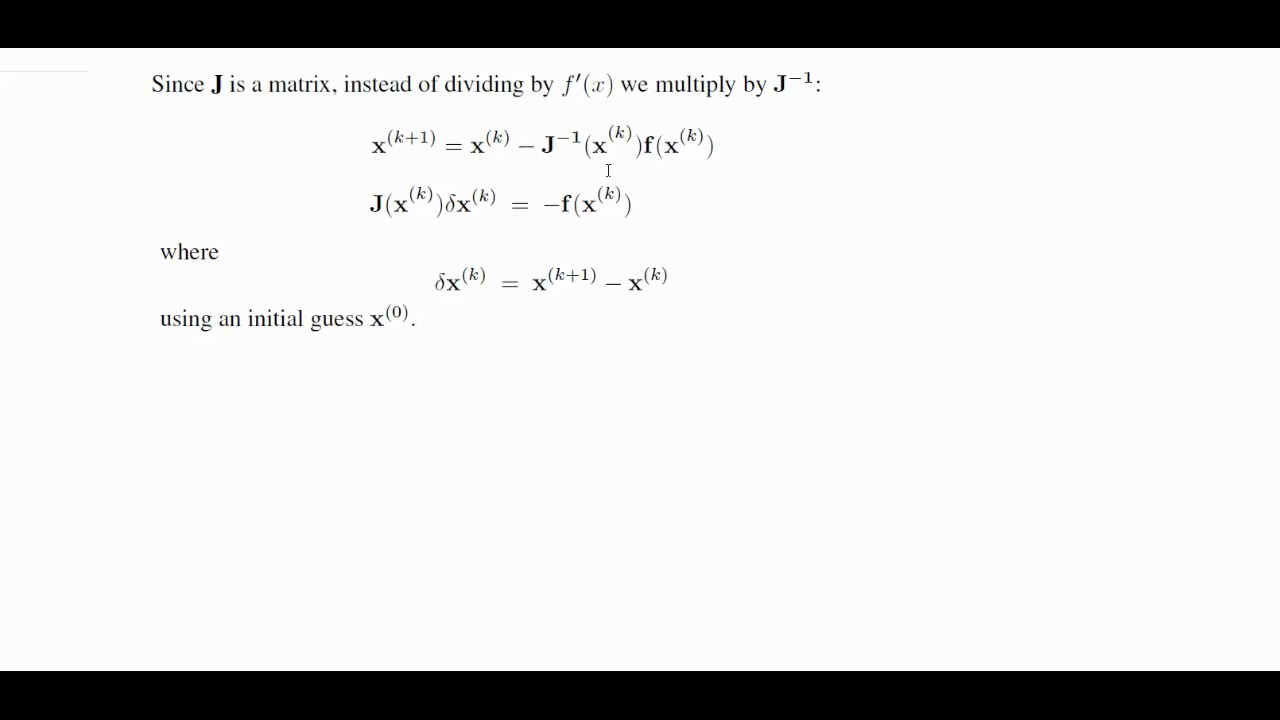 Since J is a matrix, instead of dividing by f′(x) we multiply by J⁻¹:
x⁽ᵏ⁺¹⁾ = x⁽ᵏ⁾ − J⁻¹(x⁽ᵏ⁾)f(x⁽ᵏ⁾)
J(x⁽ᵏ⁾)δx⁽ᵏ⁾ = −f(x⁽ᵏ⁾)
where
δx⁽ᵏ⁾ = x⁽ᵏ⁺¹⁾ − x⁽ᵏ⁾
using an initial guess x⁽⁰⁾.